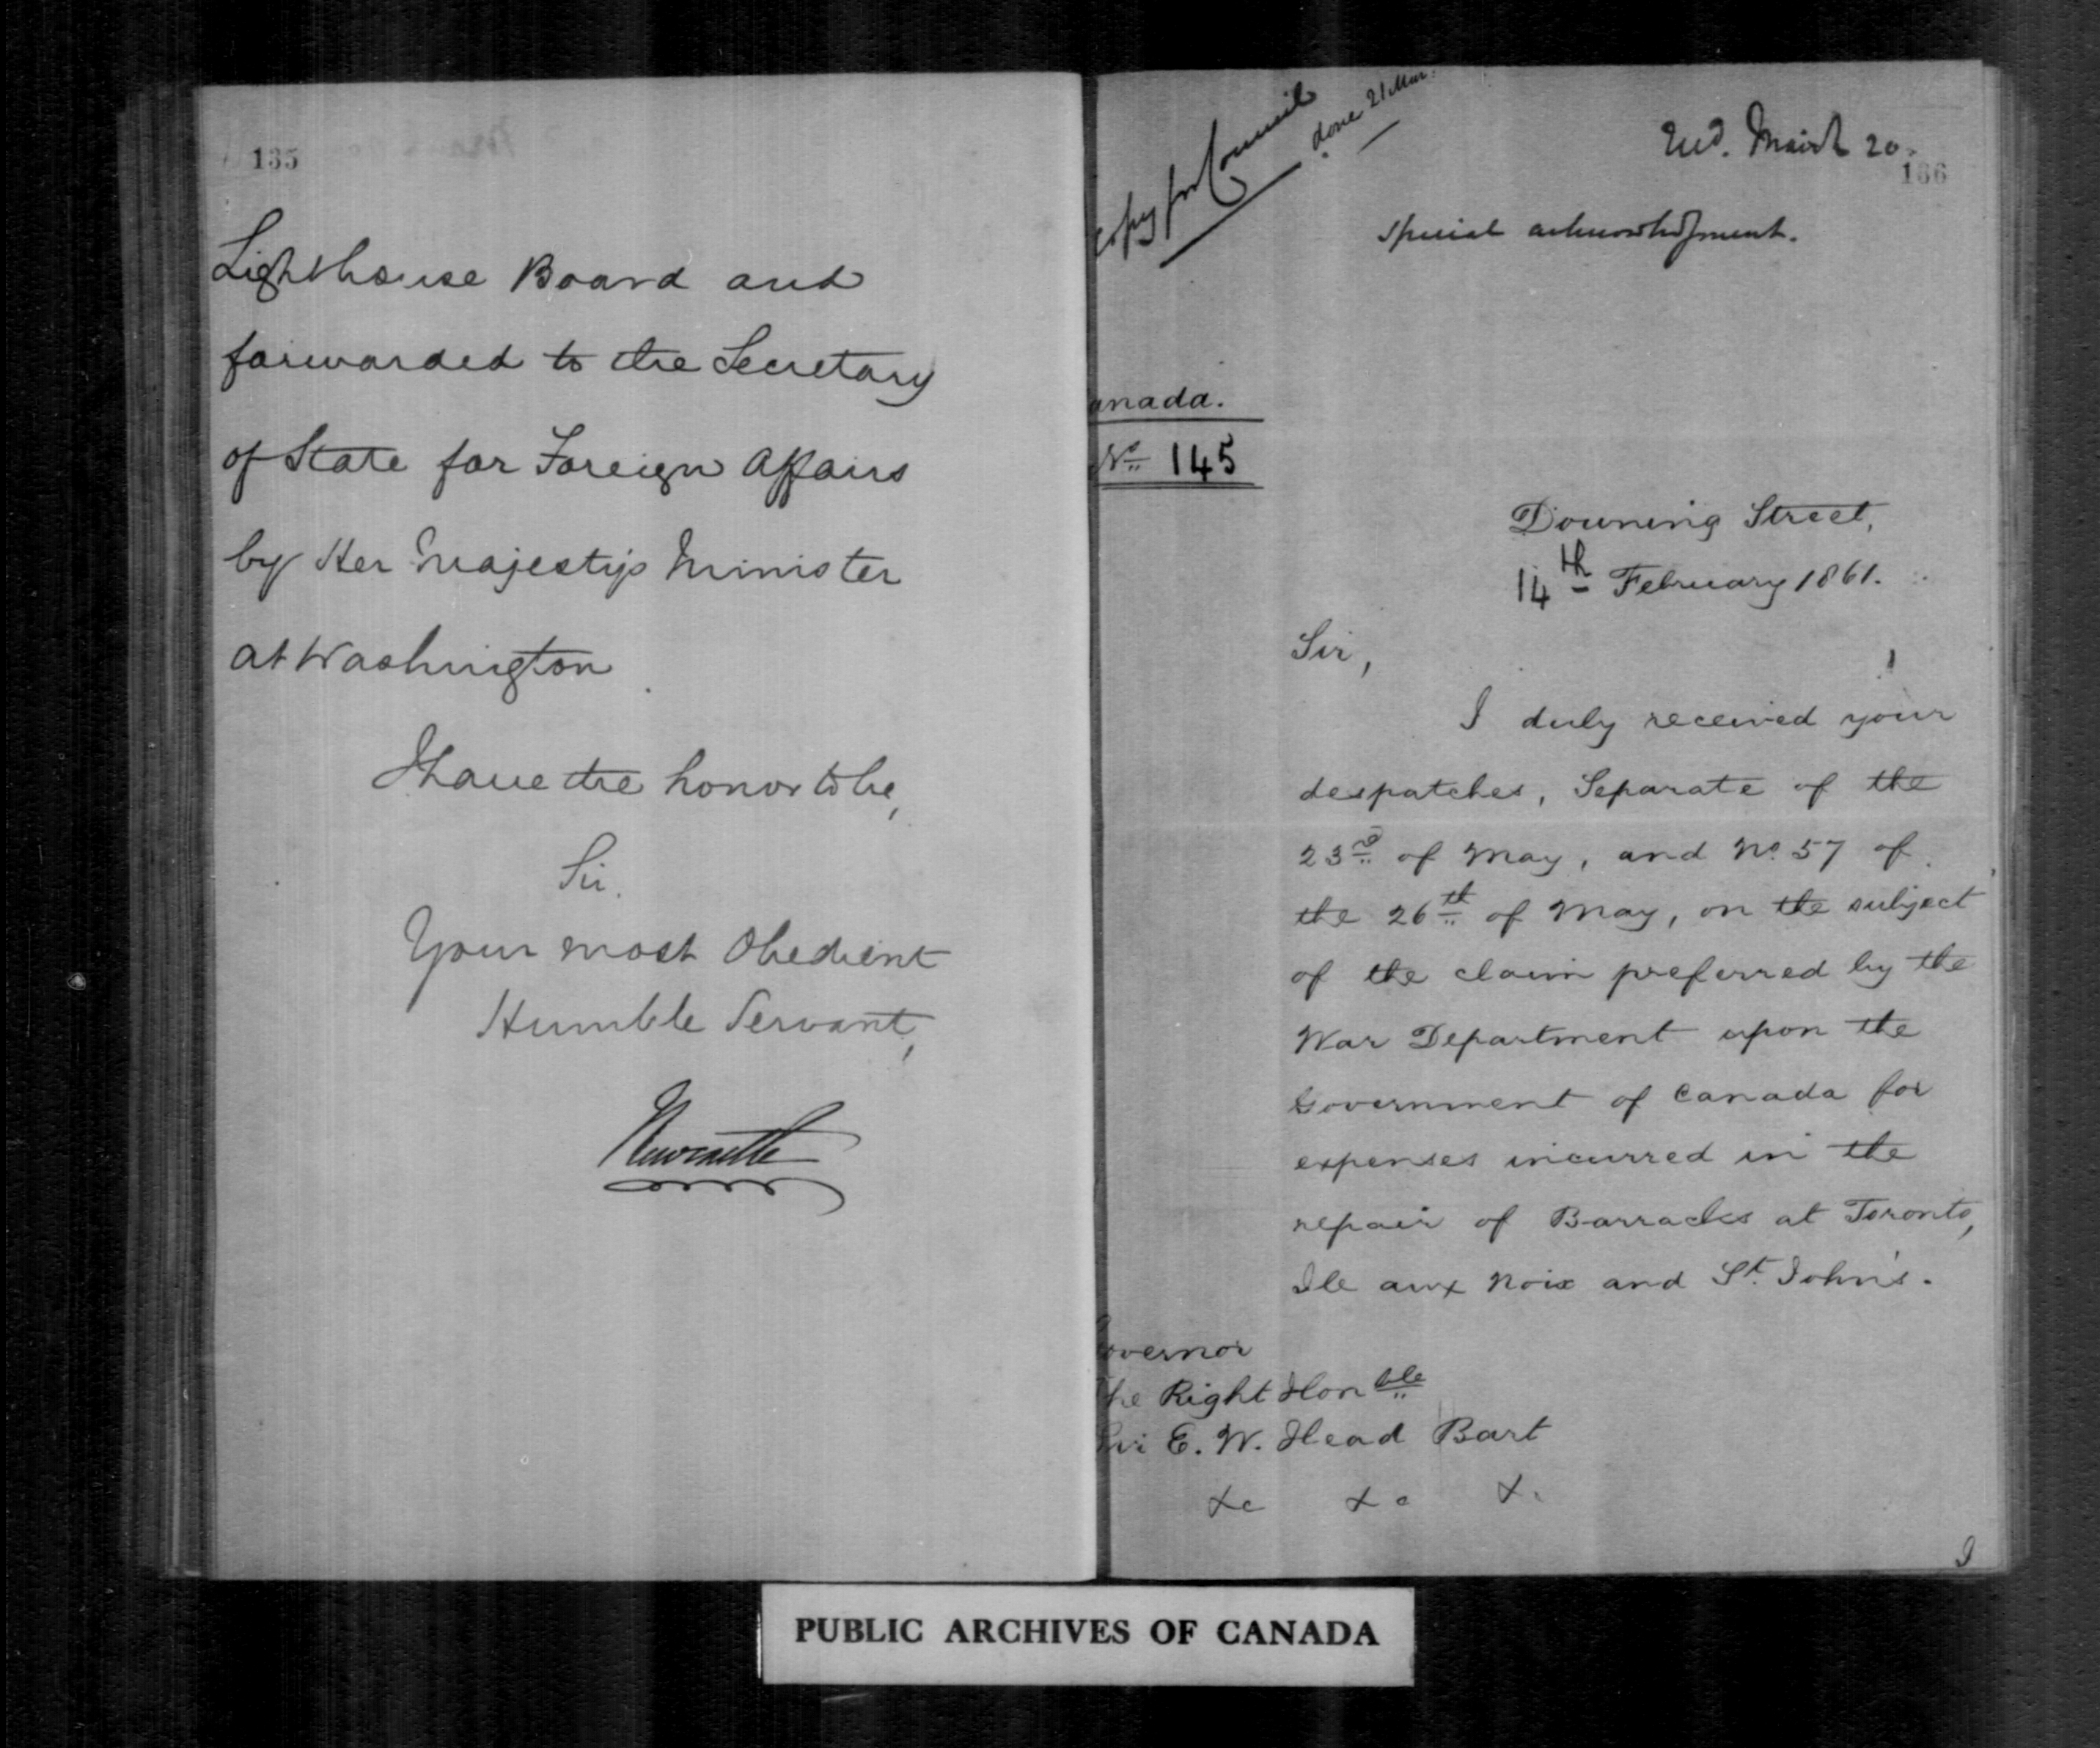 135
Lighthouse Board and
forwarded to the Secretary
of State for Foreign Affairs
by Her Majesty's Minister
at Washington.
I have the honor to be,
Sir,
Your most Obedient
Humble Servant,
Newcastle
Copy for Council
done 21 Mar.
Recd. March 20.
136
Special acknowledgment.
anada.
No 145
Downing Street,
14th February 1861.
Sir,
I duly received your
despatches, Separate of the
23rd of May, and No. 57 of
the 26th of May, on the subject
of the claim preferred by the
War Department upon the
Government of Canada for
expenses incurred in the
repair of Barracks at Toronto,
Ile aux Noix and St. John's.
overnor
he Right Honble
Sir E. W. Head Bart
&c &c &c
I
PUBLIC ARCHIVES OF CANADA